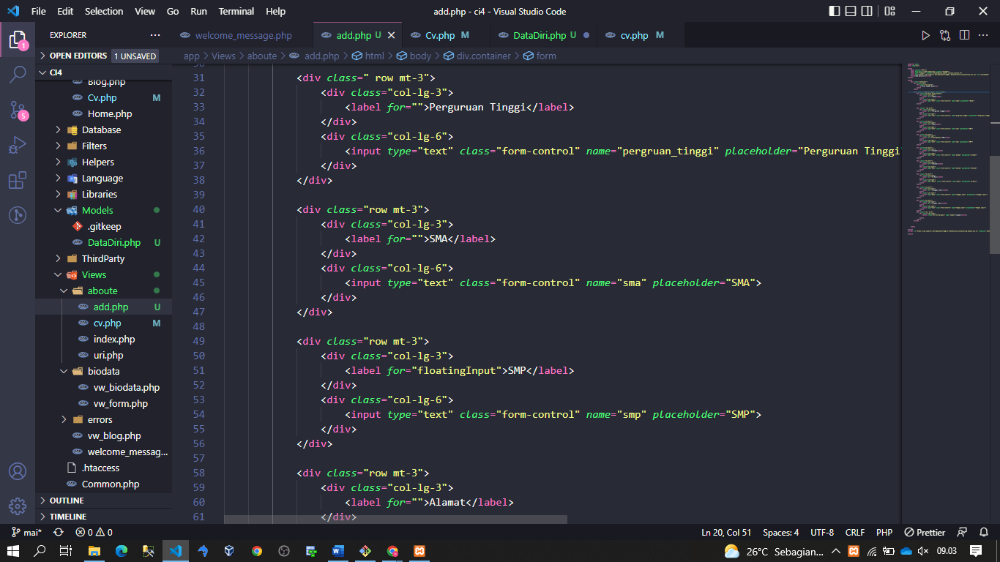 File Edit Selection View Go Run Terminal Help
add.php - ci4 - Visual Studio Code
EXPLORER
welcome_message.php
add.php U
Cv.php M
DataDiri.php U
cv.php M
OPEN EDITORS 1 UNSAVED
app > Views > aboute > add.php > html > body > div.container > form
CI4
Blog.php
Cv.php M
Home.php
Database
Filters
Helpers
Language
Libraries
Models
.gitkeep
DataDiri.php U
ThirdParty
Views
aboute
add.php U
cv.php M
index.php
uri.php
biodata
vw_biodata.php
vw_form.php
errors
vw_blog.php
welcome_messag...
.htaccess
Common.php
OUTLINE
TIMELINE
1
5
31 <div class=" row mt-3">
32 <div class="col-lg-3">
33 <label for="">Perguruan Tinggi</label>
34 </div>
35 <div class="col-lg-6">
36 <input type="text" class="form-control" name="pergruan_tinggi" placeholder="Perguruan Tinggi
37 </div>
38 </div>
39
40 <div class="row mt-3">
41 <div class="col-lg-3">
42 <label for="">SMA</label>
43 </div>
44 <div class="col-lg-6">
45 <input type="text" class="form-control" name="sma" placeholder="SMA">
46 </div>
47 </div>
48
49 <div class="row mt-3">
50 <div class="col-lg-3">
51 <label for="floatingInput">SMP</label>
52 </div>
53 <div class="col-lg-6">
54 <input type="text" class="form-control" name="smp" placeholder="SMP">
55 </div>
56 </div>
57
58 <div class="row mt-3">
59 <div class="col-lg-3">
60 <label for="">Alamat</label>
61 </div>
mai* 0 0
Ln 20, Col 51 Spaces: 4 UTF-8 CRLF PHP Prettier
26°C Sebagian... 09.03